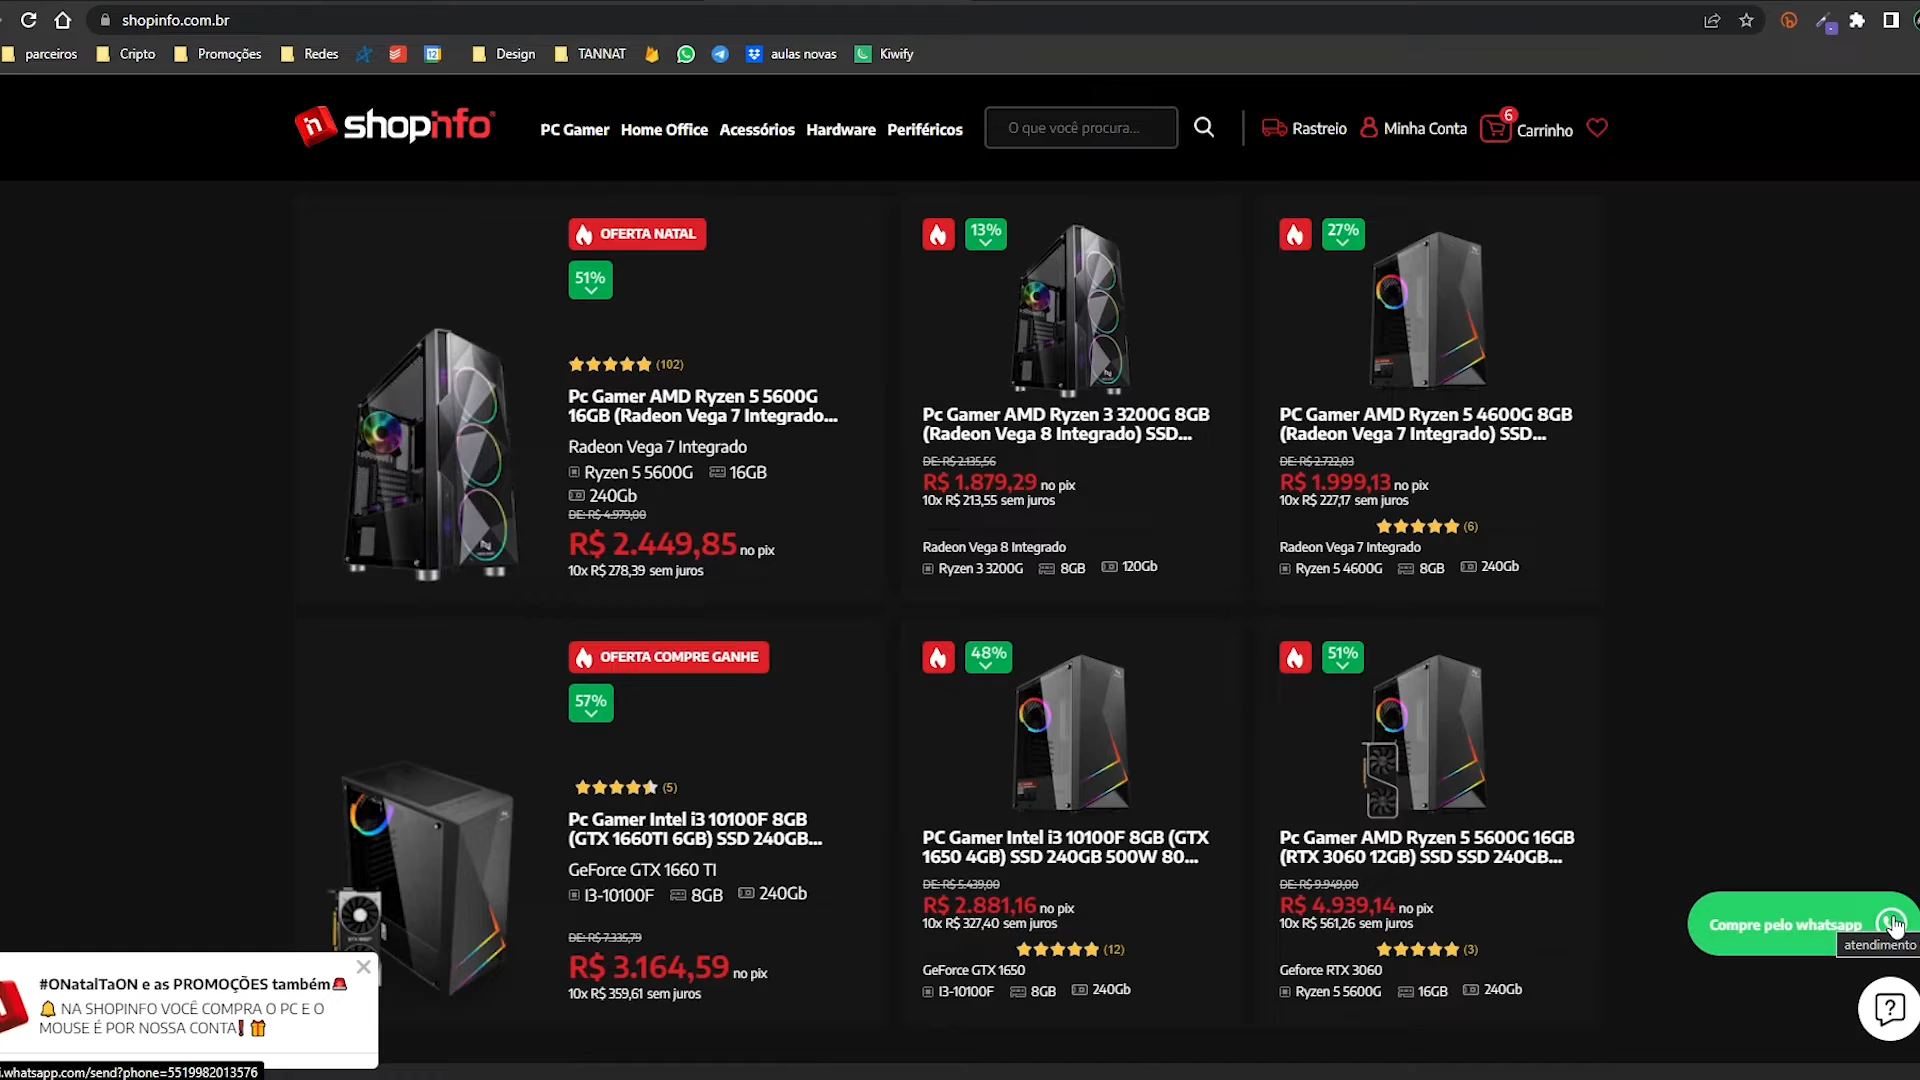 shopinfo.com.br
parceiros
Cripto
Promoções
Redes
12
Design
TANNAT
aulas novas
Kiwify
shopinfo
PC Gamer
Home Office
Acessórios
Hardware
Periféricos
O que você procura...
Rastreio
Minha Conta
6
Carrinho
OFERTA NATAL
51%
(102)
Pc Gamer AMD Ryzen 5 5600G
16GB (Radeon Vega 7 Integrado...
Radeon Vega 7 Integrado
Ryzen 5 5600G 16GB
240Gb
DE: R$ 4.979,00
R$ 2.449,85 no pix
10x R$ 278,39 sem juros
13%
Pc Gamer AMD Ryzen 3 3200G 8GB
(Radeon Vega 8 Integrado) SSD...
DE: R$ 2.135,56
R$ 1.879,29 no pix
10x R$ 213,55 sem juros
Radeon Vega 8 Integrado
Ryzen 3 3200G 8GB 120Gb
27%
PC Gamer AMD Ryzen 5 4600G 8GB
(Radeon Vega 7 Integrado) SSD...
DE: R$ 2.722,03
R$ 1.999,13 no pix
10x R$ 227,17 sem juros
(6)
Radeon Vega 7 Integrado
Ryzen 5 4600G 8GB 240Gb
OFERTA COMPRE GANHE
57%
(5)
Pc Gamer Intel i3 10100F 8GB
(GTX 1660TI 6GB) SSD 240GB...
GeForce GTX 1660 TI
I3-10100F 8GB 240Gb
DE: R$ 7.335,79
R$ 3.164,59 no pix
10x R$ 359,61 sem juros
48%
PC Gamer Intel i3 10100F 8GB (GTX
1650 4GB) SSD 240GB 500W 80...
DE: R$ 5.439,00
R$ 2.881,16 no pix
10x R$ 327,40 sem juros
(12)
GeForce GTX 1650
I3-10100F 8GB 240Gb
51%
Pc Gamer AMD Ryzen 5 5600G 16GB
(RTX 3060 12GB) SSD SSD 240GB...
DE: R$ 9.949,00
R$ 4.939,14 no pix
10x R$ 561,26 sem juros
(3)
Geforce RTX 3060
Ryzen 5 5600G 16GB 240Gb
Compre pelo whatsapp
atendimento
#ONatalTaON e as PROMOÇÕES também🚨
🔔 NA SHOPINFO VOCÊ COMPRA O PC E O
MOUSE É POR NOSSA CONTA❗🎁
i.whatsapp.com/send?phone=5519982013576